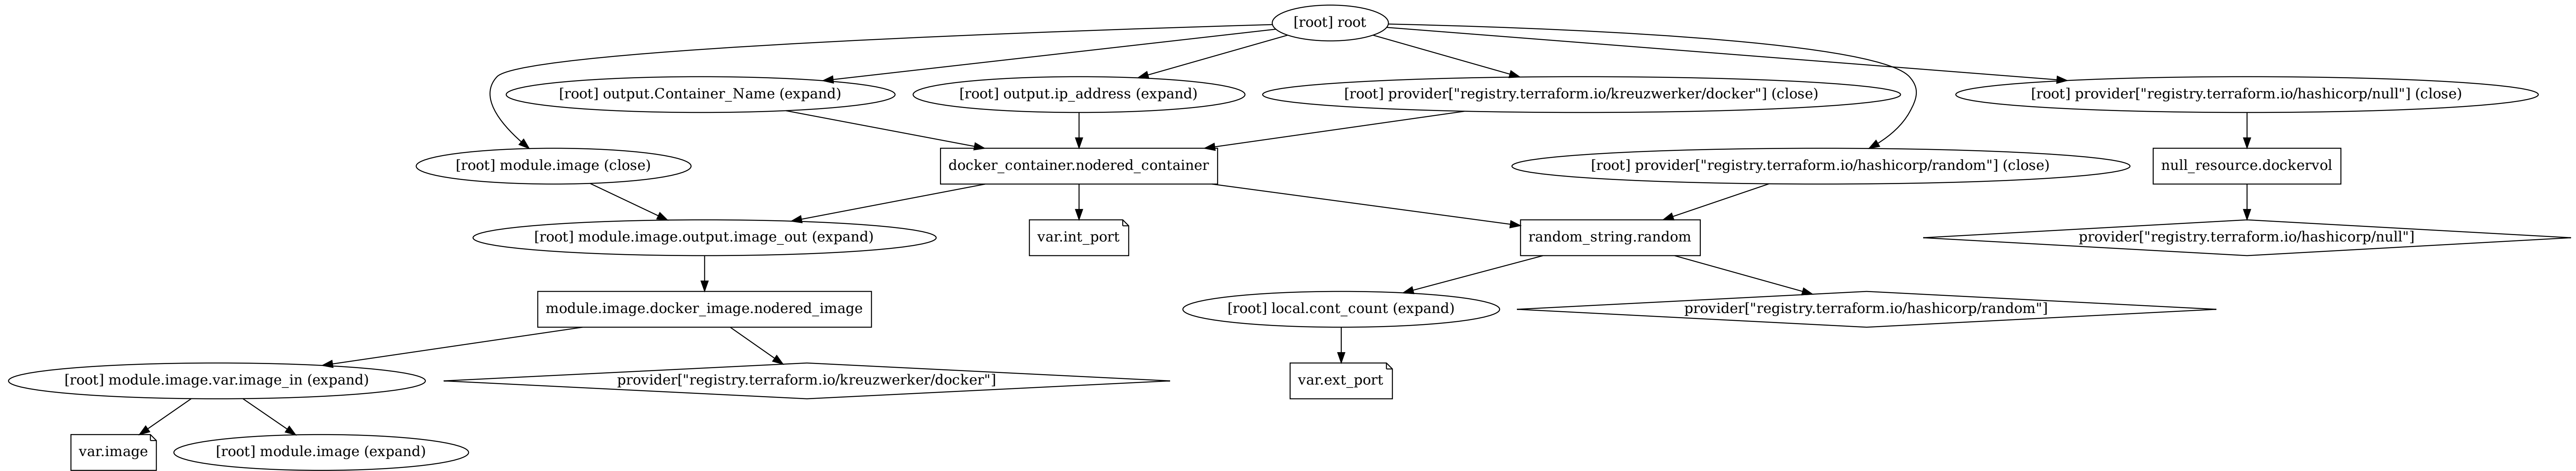 [root] root
[root] output.Container_Name (expand)
[root] output.ip_address (expand)
[root] provider["registry.terraform.io/kreuzwerker/docker"] (close)
[root] provider["registry.terraform.io/hashicorp/null"] (close)
[root] module.image (close)
docker_container.nodered_container
[root] provider["registry.terraform.io/hashicorp/random"] (close)
null_resource.dockervol
[root] module.image.output.image_out (expand)
var.int_port
random_string.random
provider["registry.terraform.io/hashicorp/null"]
module.image.docker_image.nodered_image
[root] local.cont_count (expand)
provider["registry.terraform.io/hashicorp/random"]
[root] module.image.var.image_in (expand)
provider["registry.terraform.io/kreuzwerker/docker"]
var.ext_port
var.image
[root] module.image (expand)